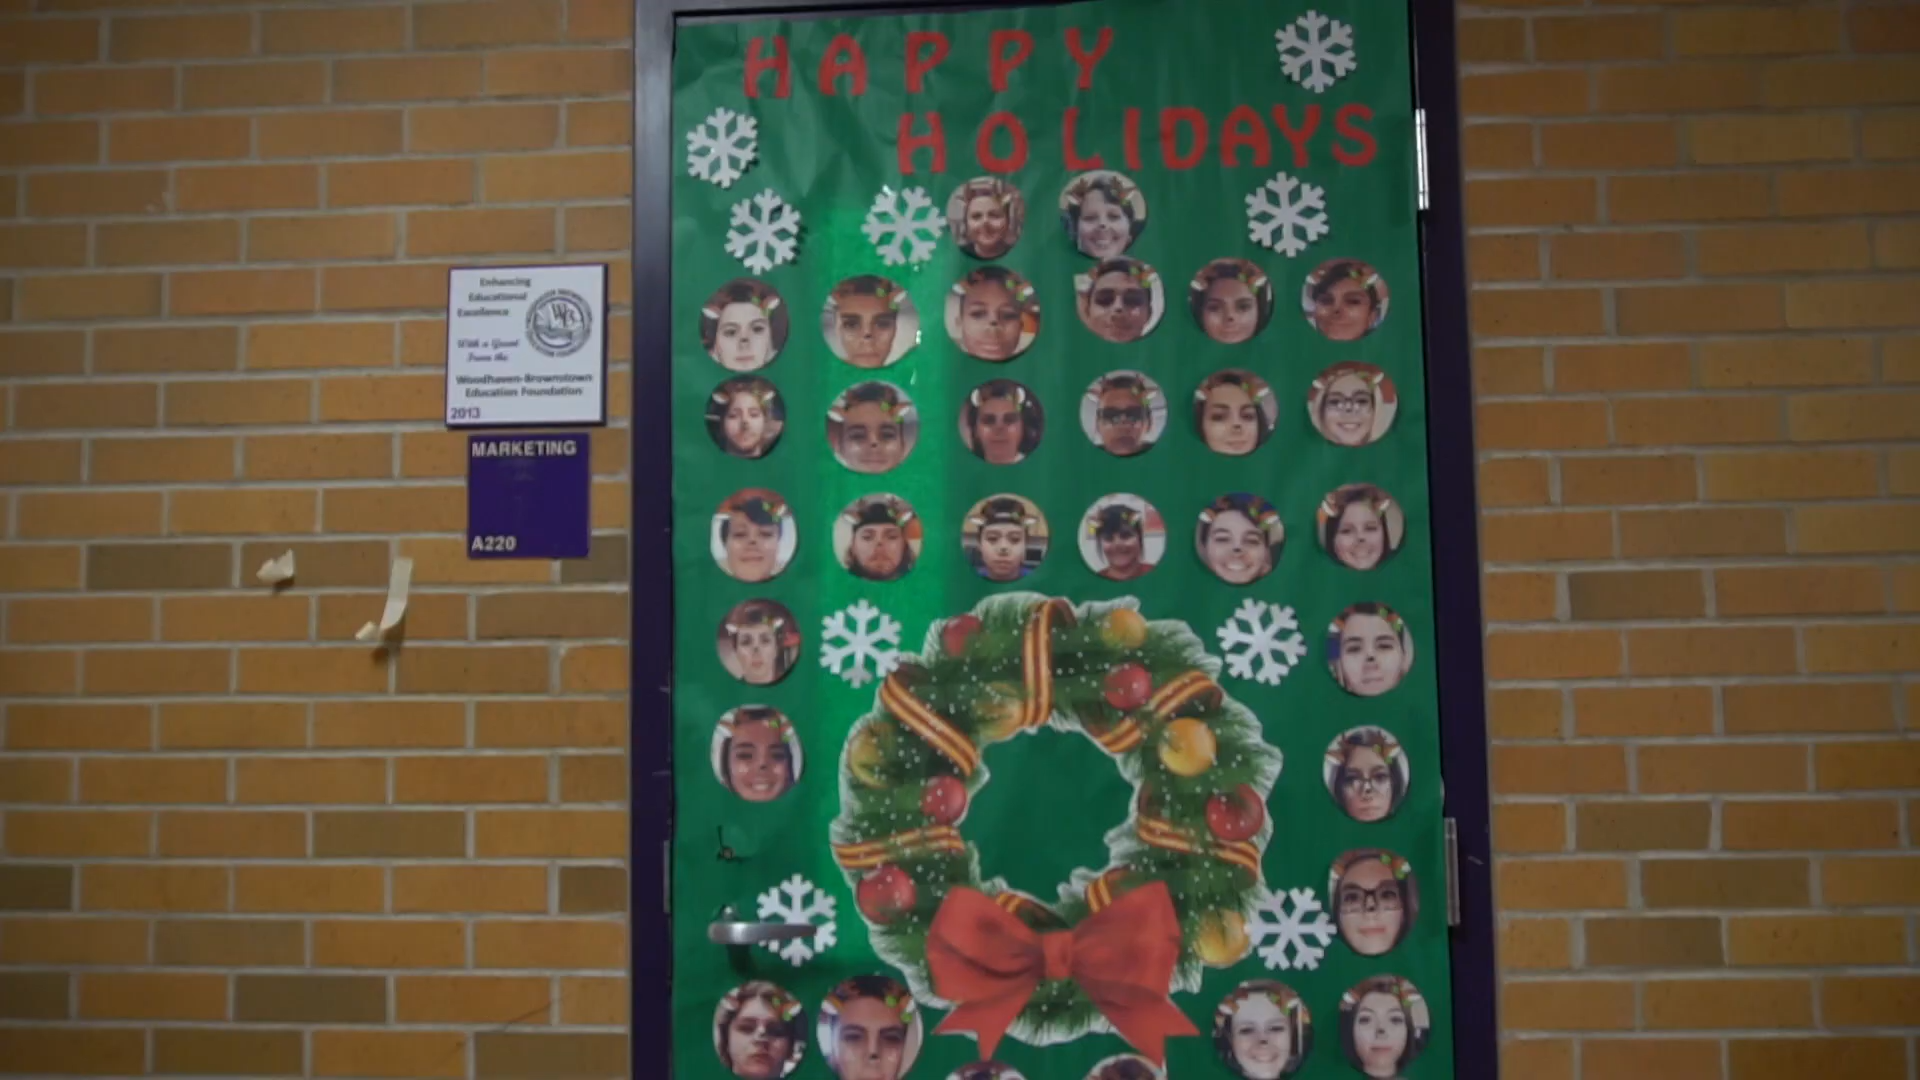 HAPPY
HOLIDAYS
Enhancing
Educational
Excellence
With a Grant
From the
Woodhaven-Brownstown
Education Foundation
2013
MARKETING
A220